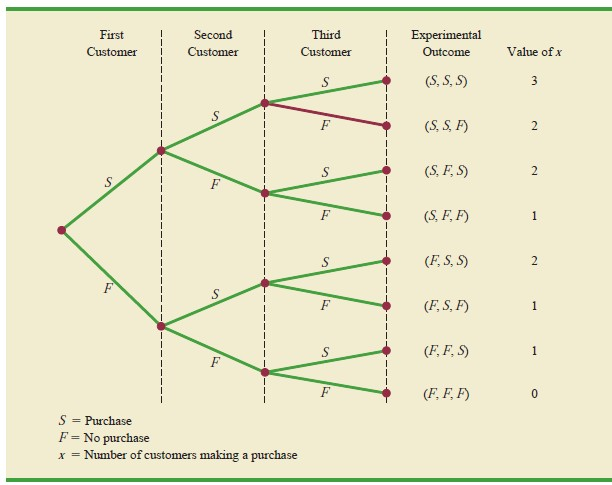 First Second Third Experimental
Customer Customer Customer Outcome Value of x
S (S, S, S) 3
S
F (S, S, F) 2
S
S (S, F, S) 2
F
F (S, F, F) 1
S (F, S, S) 2
F
S
F (F, S, F) 1
S (F, F, S) 1
F
F (F, F, F) 0
S = Purchase
F = No purchase
x = Number of customers making a purchase